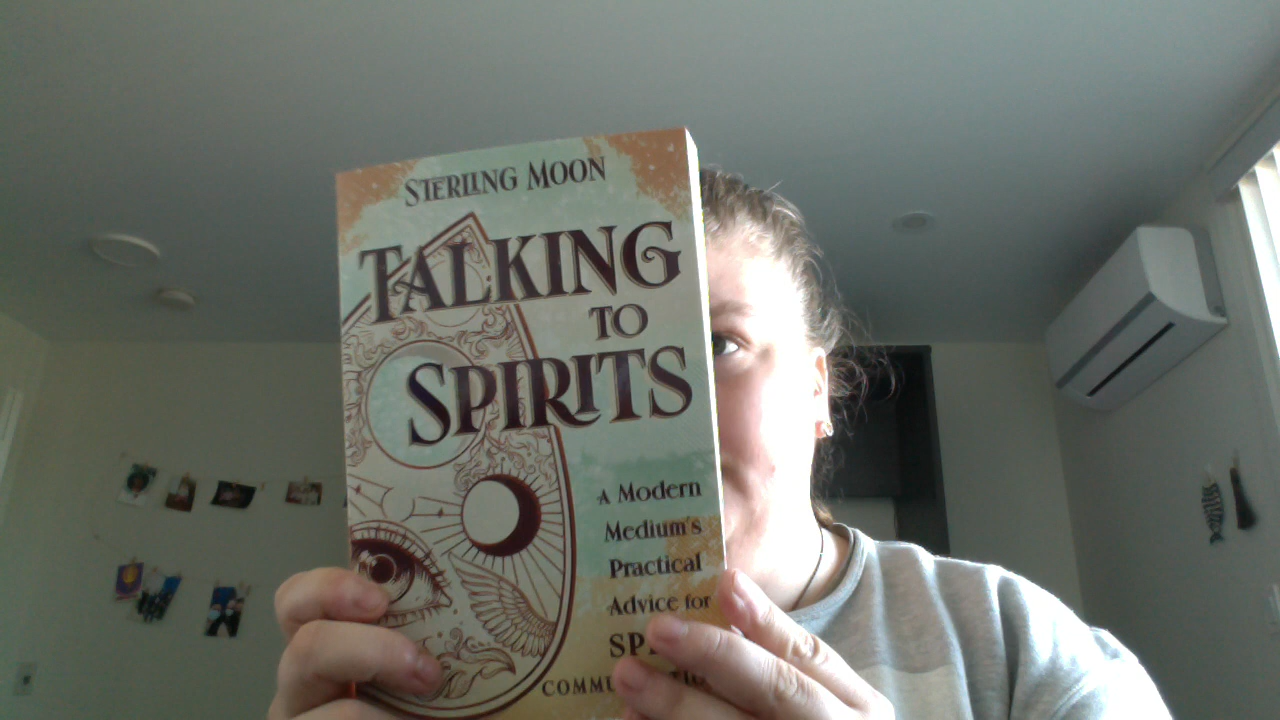 STERLING MOON
TALKING
TO
SPIRITS
A Modern
Medium's
Practical
Advice for